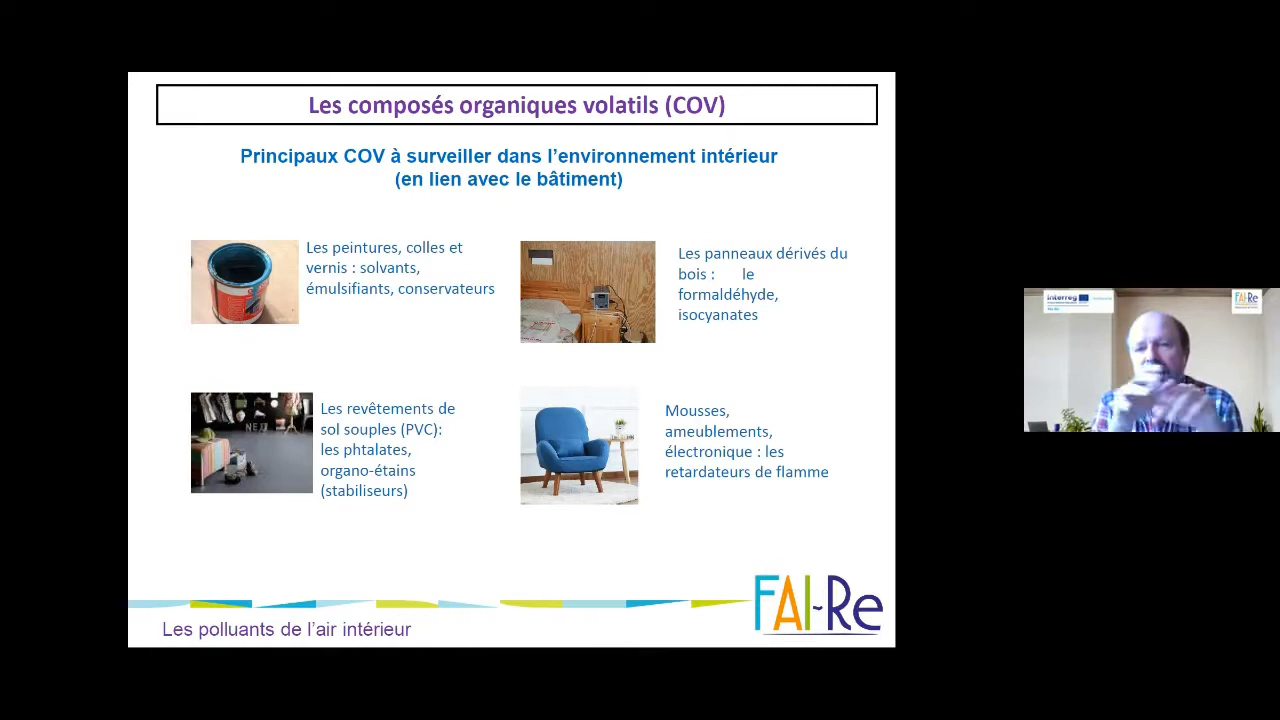 Les composés organiques volatils (COV)
Principaux COV à surveiller dans l’environnement intérieur
(en lien avec le bâtiment)
Les peintures, colles et
vernis : solvants,
émulsifiants, conservateurs
Les panneaux dérivés du
bois : le
formaldéhyde,
isocyanates
Les revêtements de
sol souples (PVC):
les phtalates,
organo-étains
(stabiliseurs)
Mousses,
ameublements,
électronique : les
retardateurs de flamme
Les polluants de l’air intérieur
FAI~Re
Interreg
FAI-Re